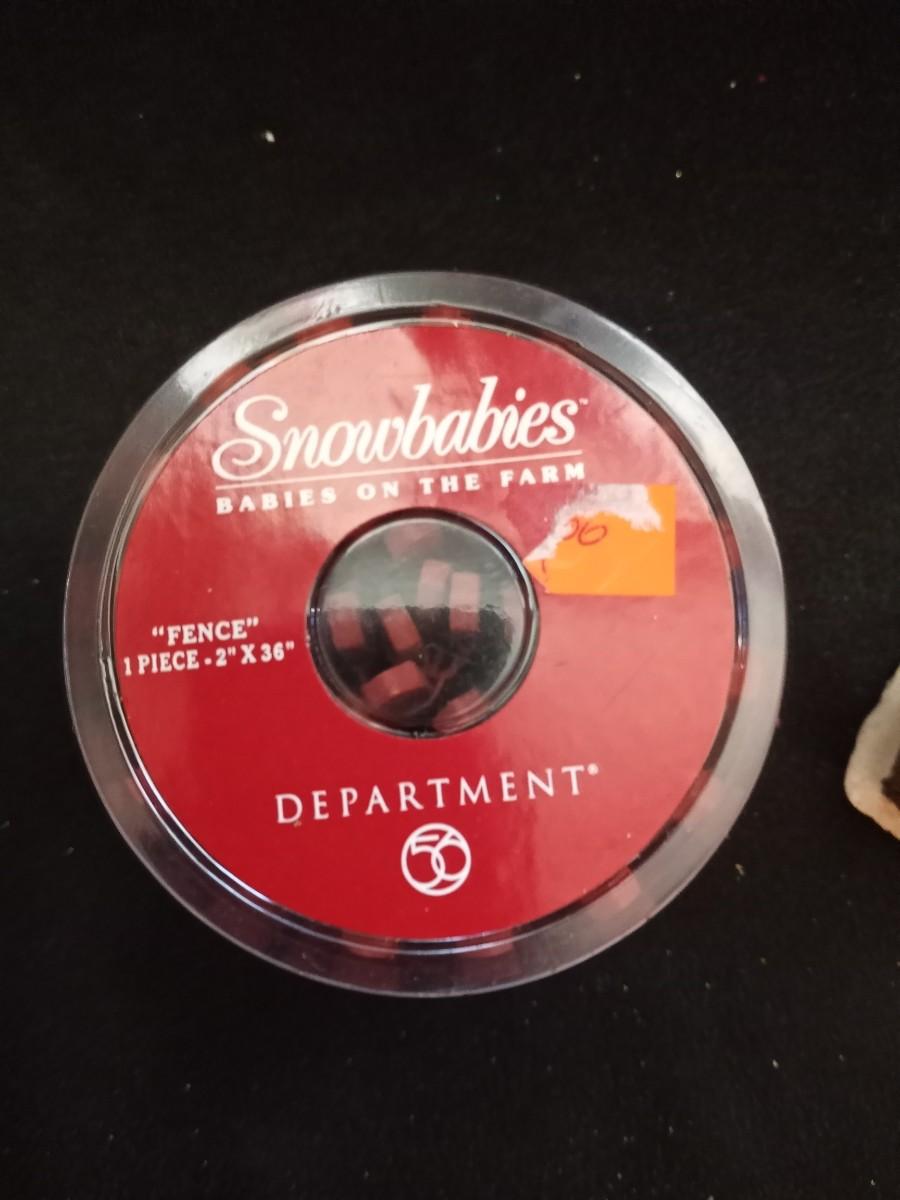 Snowbabies™
BABIES ON THE FARM
"FENCE"
1 PIECE - 2" X 36"
DEPARTMENT®
56